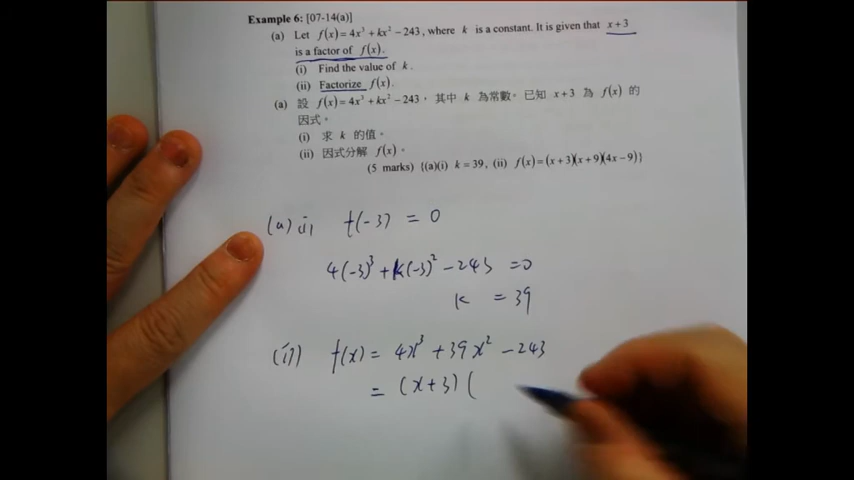 Example 6: [07-14(a)]
(a) Let f(x) = 4x³ + kx² − 243, where k is a constant. It is given that x+3
is a factor of f(x).
(i) Find the value of k.
(ii) Factorize f(x).
(a) 設 f(x) = 4x³ + kx² − 243，其中 k 為常數。已知 x+3 為 f(x) 的
因式。
(i) 求 k 的值。
(ii) 因式分解 f(x)。
(5 marks) {(a)(i) k = 39, (ii) f(x) = (x+3)(x+9)(4x−9)}
(a) (i) f(-3) = 0
4(-3)³ + k(-3)² - 243 = 0
k = 39
(ii) f(x) = 4x³ + 39x² - 243
= (x+3)(